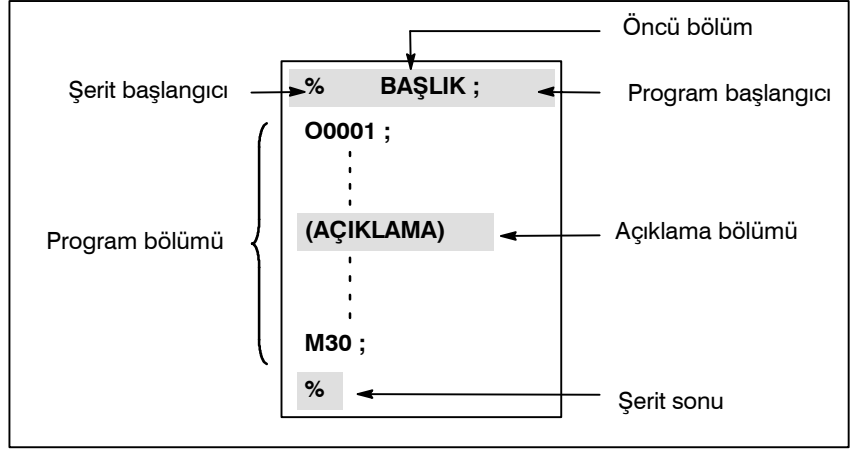 Öncü bölüm
Şerit başlangıcı
% BAŞLIK ;
Program başlangıcı
O0001 ;
Program bölümü
(AÇIKLAMA)
Açıklama bölümü
M30 ;
%
Şerit sonu